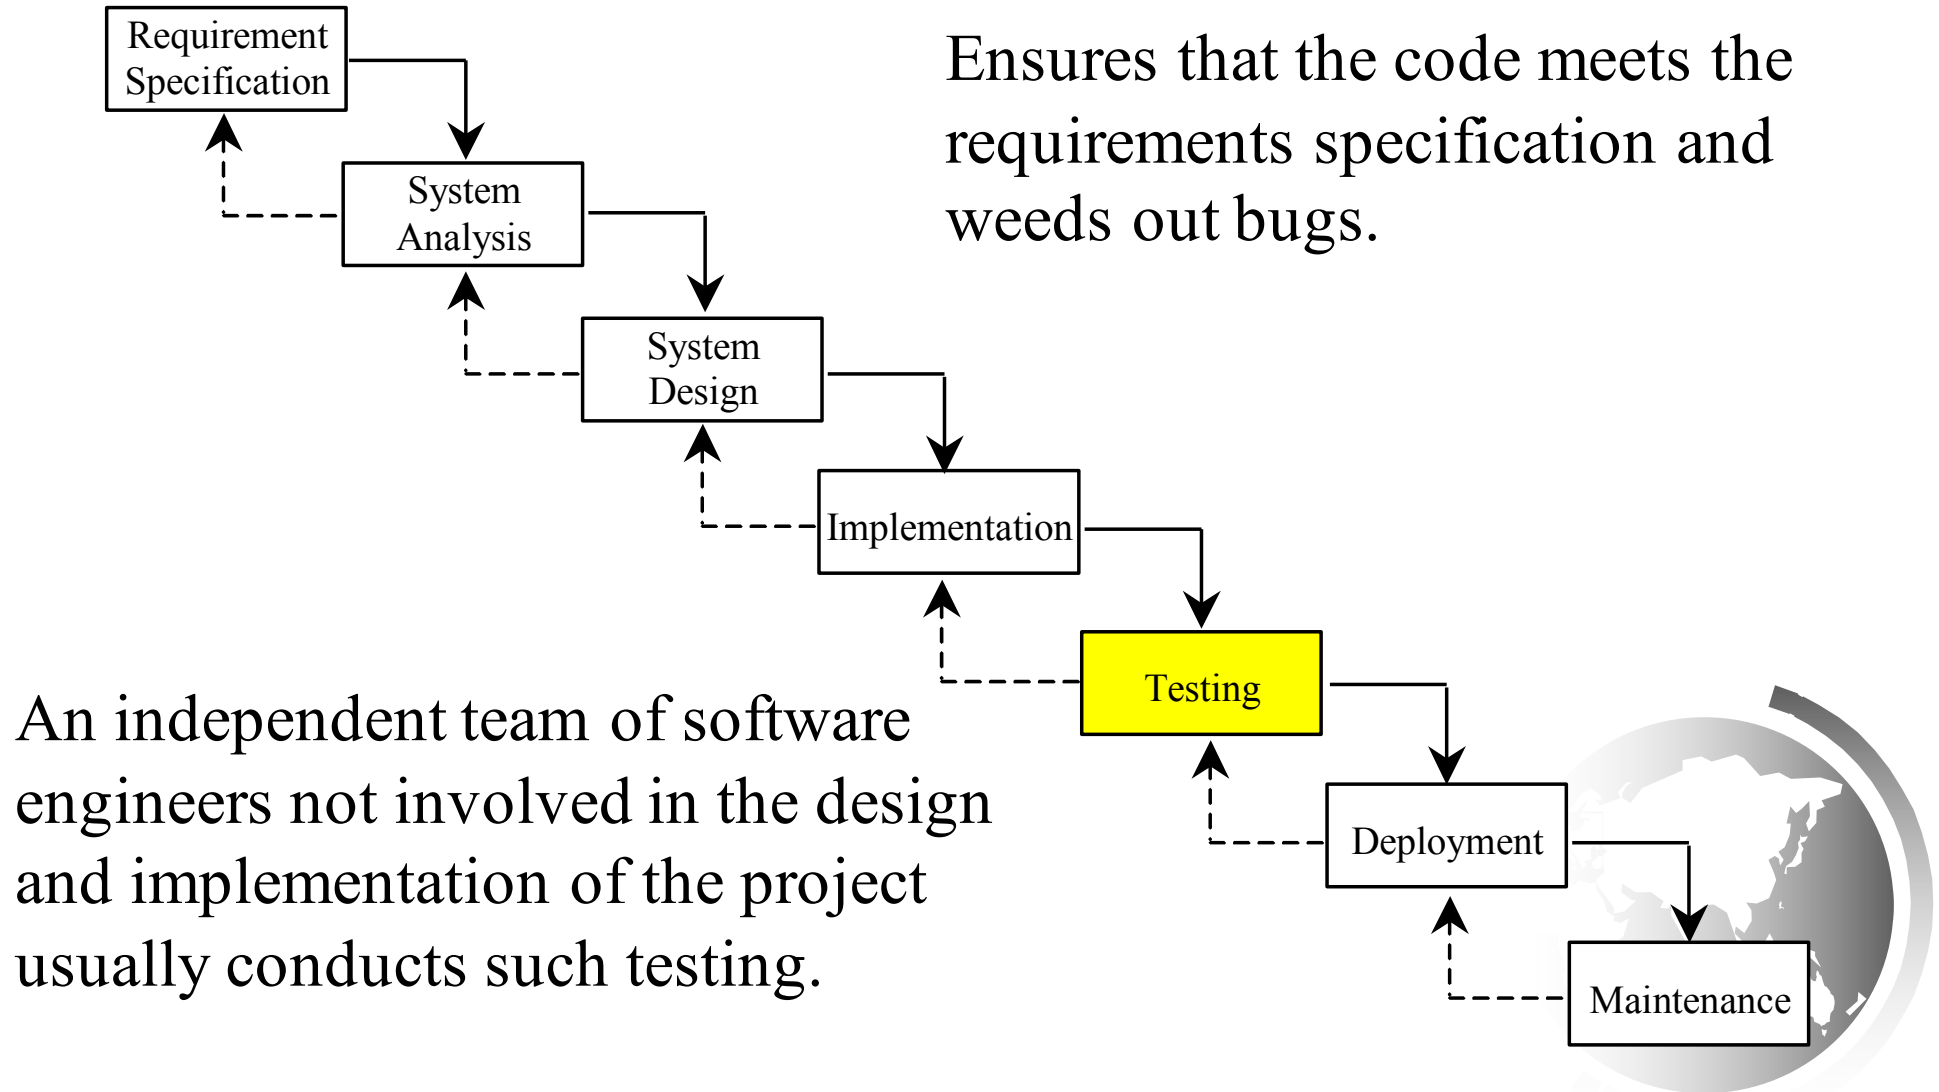 Requirement
Specification
Ensures that the code meets the
requirements specification and
weeds out bugs.
System
Analysis
System
Design
Implementation
Testing
An independent team of software
engineers not involved in the design
and implementation of the project
usually conducts such testing.
Deployment
Maintenance